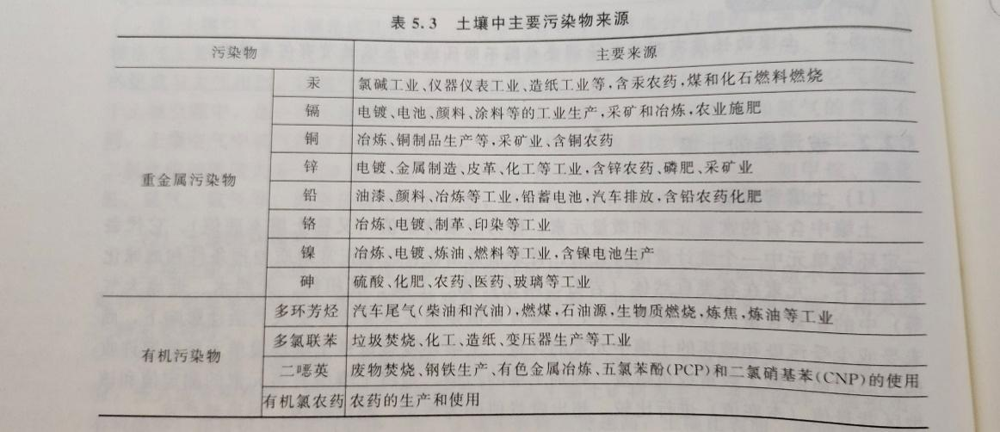 表 5.3 土壤中主要污染物来源
污染物 主要来源
重金属污染物
汞 氯碱工业、仪器仪表工业、造纸工业等,含汞农药,煤和化石燃料燃烧
镉 电镀、电池、颜料、涂料等的工业生产,采矿和冶炼,农业施肥
铜 冶炼、铜制品生产等,采矿业、含铜农药
锌 电镀、金属制造、皮革、化工等工业,含锌农药、磷肥、采矿业
铅 油漆、颜料、冶炼等工业,铅蓄电池,汽车排放,含铅农药化肥
铬 冶炼、电镀、制革、印染等工业
镍 冶炼、电镀、炼油、燃料等工业,含镍电池生产
砷 硫酸、化肥、农药、医药、玻璃等工业
有机污染物
多环芳烃 汽车尾气(柴油和汽油),燃煤,石油源,生物质燃烧,炼焦,炼油等工业
多氯联苯 垃圾焚烧、化工、造纸、变压器生产等工业
二噁英 废物焚烧、钢铁生产、有色金属冶炼、五氯苯酚(PCP)和二氯硝基苯(CNP)的使用
有机氯农药 农药的生产和使用